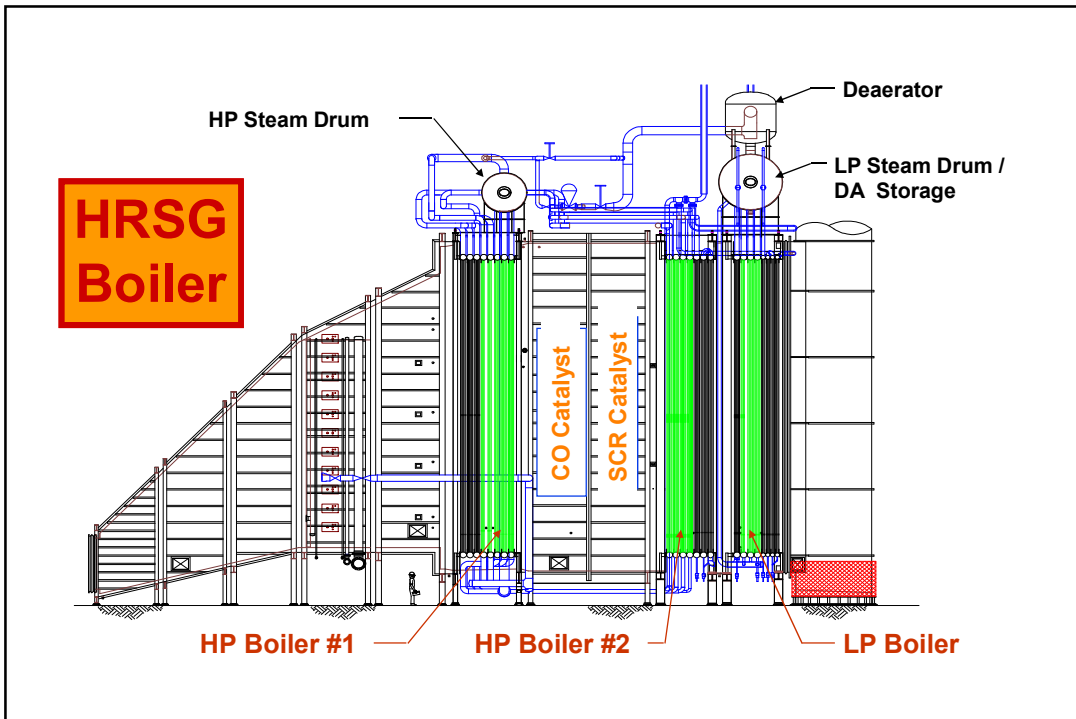 Deaerator
HP Steam Drum
LP Steam Drum /
DA  Storage
HRSG
Boiler
CO Catalyst
SCR Catalyst
HP Boiler #1
HP Boiler #2
LP Boiler